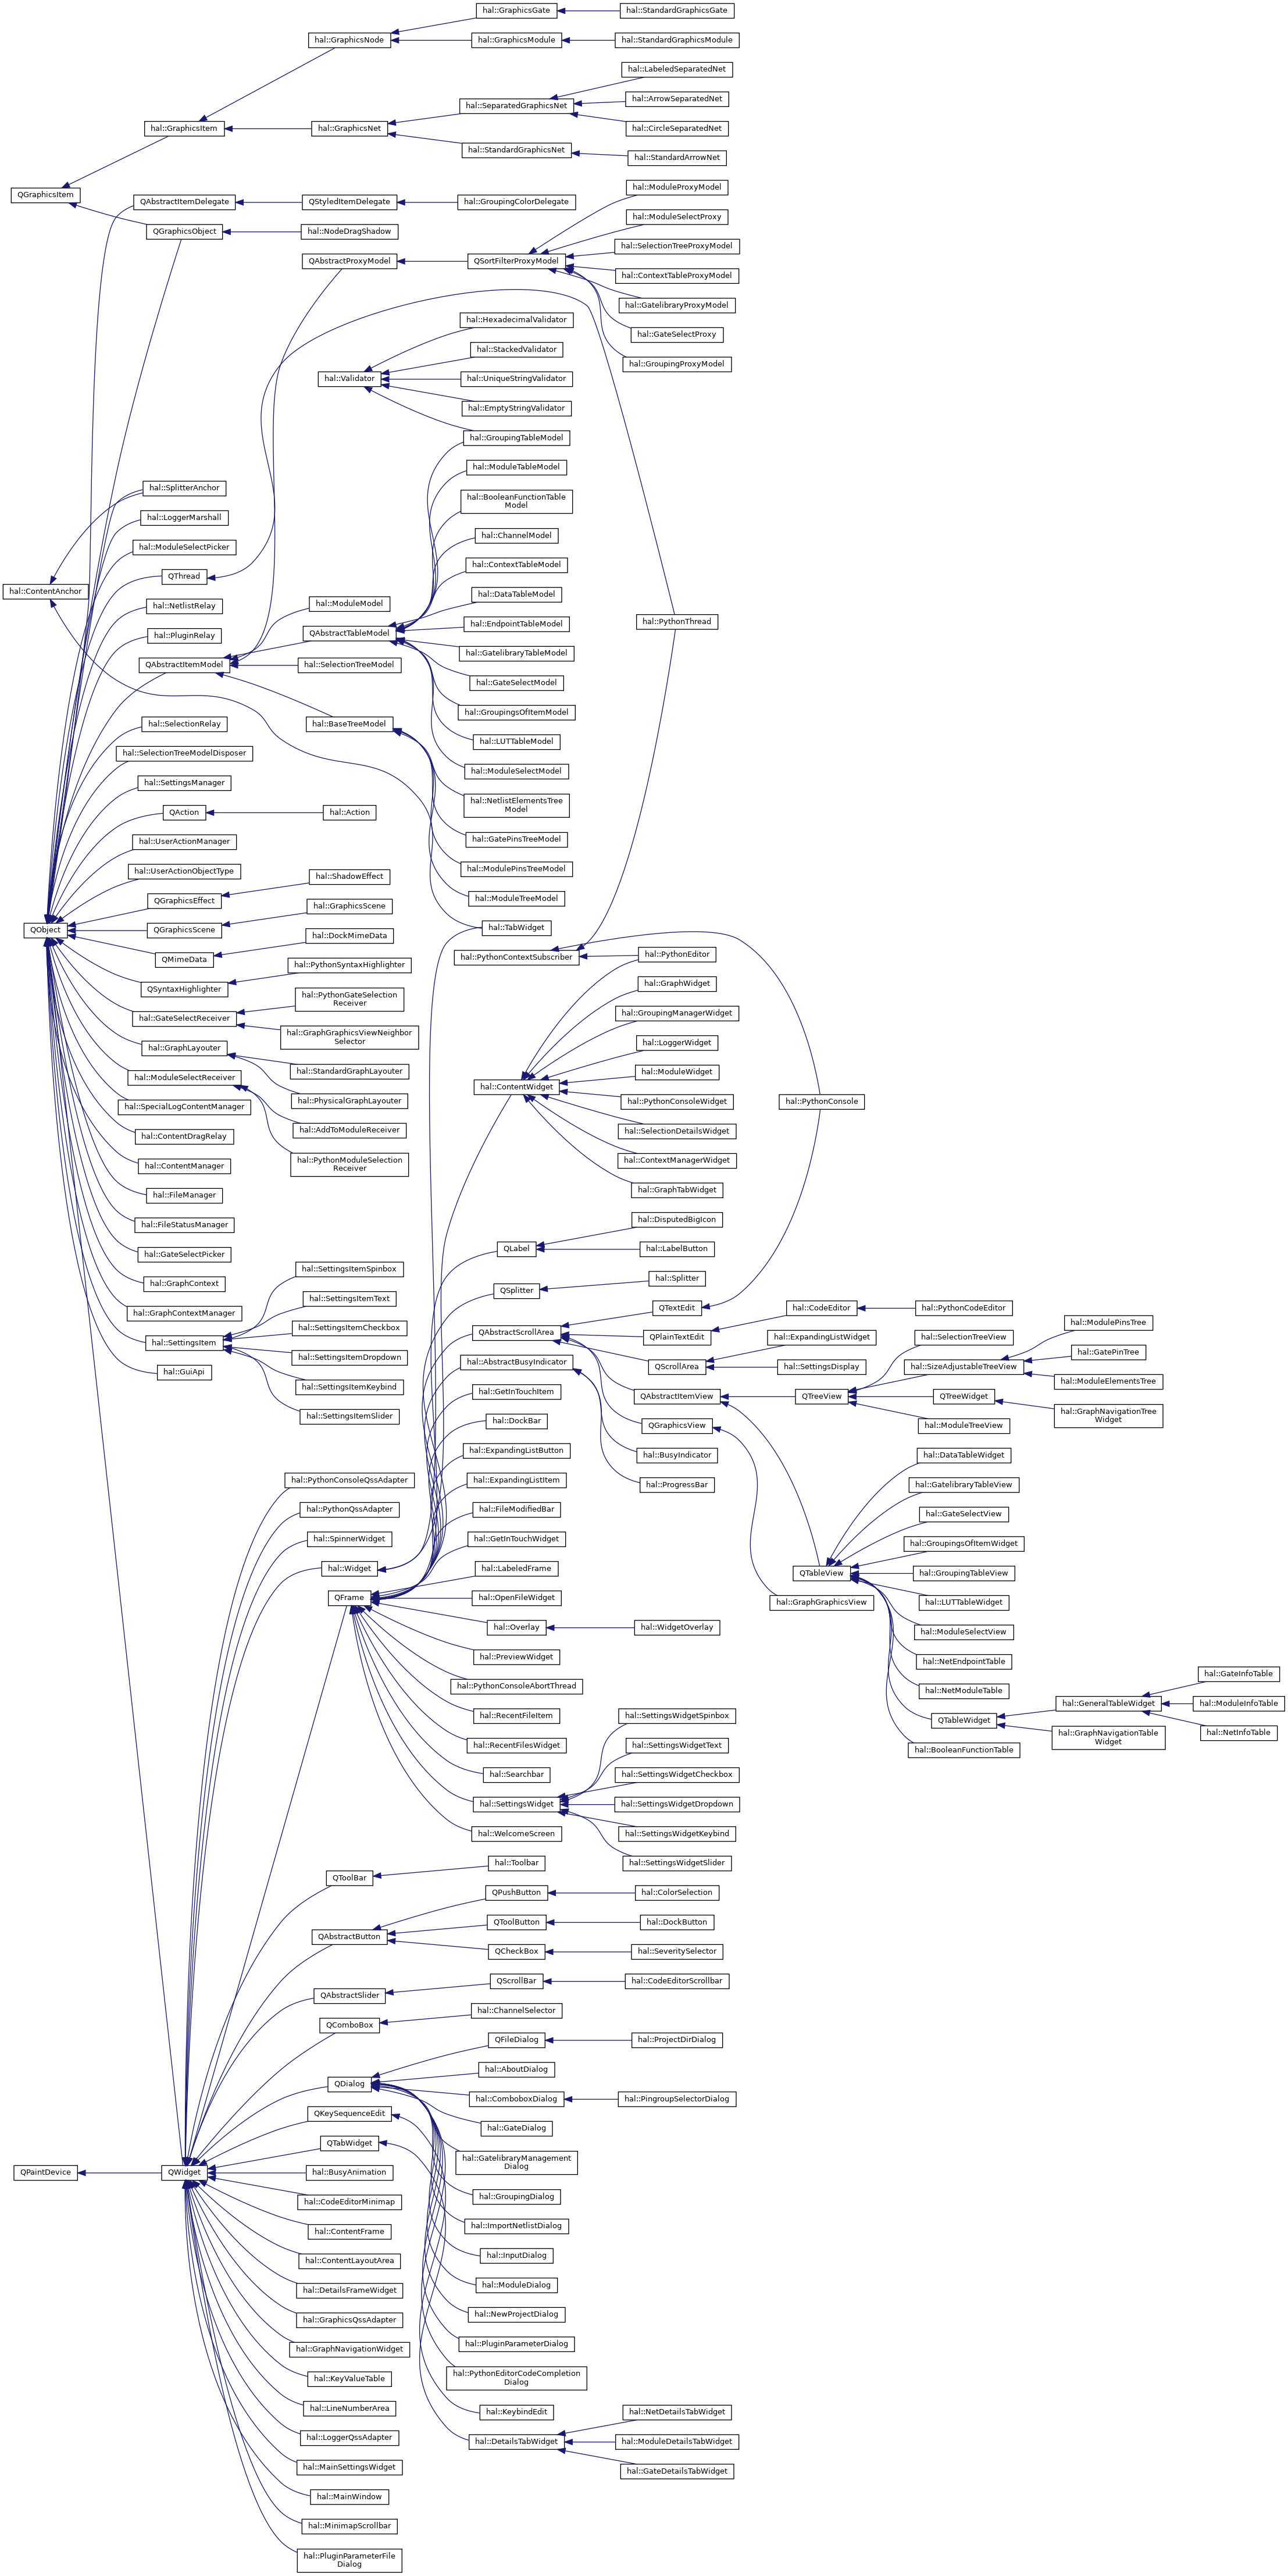 hal::GraphicsGate
hal::StandardGraphicsGate
hal::GraphicsNode
hal::GraphicsModule
hal::StandardGraphicsModule
hal::LabeledSeparatedNet
hal::SeparatedGraphicsNet
hal::ArrowSeparatedNet
hal::GraphicsItem
hal::GraphicsNet
hal::CircleSeparatedNet
hal::StandardGraphicsNet
hal::StandardArrowNet
QGraphicsItem
hal::ModuleProxyModel
QAbstractItemDelegate
QStyledItemDelegate
hal::GroupingColorDelegate
hal::ModuleSelectProxy
QGraphicsObject
hal::NodeDragShadow
hal::SelectionTreeProxyModel
QAbstractProxyModel
QSortFilterProxyModel
hal::ContextTableProxyModel
hal::GatelibraryProxyModel
hal::GateSelectProxy
hal::GroupingProxyModel
hal::HexadecimalValidator
hal::StackedValidator
hal::Validator
hal::UniqueStringValidator
hal::EmptyStringValidator
hal::GroupingTableModel
hal::ModuleTableModel
hal::SplitterAnchor
hal::BooleanFunctionTable
Model
hal::LoggerMarshall
hal::ChannelModel
hal::ModuleSelectPicker
hal::ContextTableModel
QThread
hal::ContentAnchor
hal::DataTableModel
hal::NetlistRelay
hal::ModuleModel
hal::EndpointTableModel
hal::PythonThread
hal::PluginRelay
QAbstractTableModel
hal::GatelibraryTableModel
QAbstractItemModel
hal::SelectionTreeModel
hal::GateSelectModel
hal::GroupingsOfItemModel
hal::SelectionRelay
hal::BaseTreeModel
hal::LUTTableModel
hal::SelectionTreeModelDisposer
hal::ModuleSelectModel
hal::SettingsManager
hal::NetlistElementsTree
Model
QAction
hal::Action
hal::GatePinsTreeModel
hal::UserActionManager
hal::ModulePinsTreeModel
hal::UserActionObjectType
hal::ShadowEffect
hal::ModuleTreeModel
QGraphicsEffect
hal::GraphicsScene
QObject
QGraphicsScene
hal::TabWidget
hal::DockMimeData
QMimeData
hal::PythonContextSubscriber
hal::PythonEditor
hal::PythonSyntaxHighlighter
QSyntaxHighlighter
hal::GraphWidget
hal::PythonGateSelection
Receiver
hal::GateSelectReceiver
hal::GroupingManagerWidget
hal::GraphGraphicsViewNeighbor
Selector
hal::LoggerWidget
hal::GraphLayouter
hal::StandardGraphLayouter
hal::ModuleWidget
hal::ModuleSelectReceiver
hal::ContentWidget
hal::PhysicalGraphLayouter
hal::PythonConsoleWidget
hal::PythonConsole
hal::SpecialLogContentManager
hal::AddToModuleReceiver
hal::SelectionDetailsWidget
hal::ContentDragRelay
hal::PythonModuleSelection
Receiver
hal::ContextManagerWidget
hal::ContentManager
hal::GraphTabWidget
hal::FileManager
hal::FileStatusManager
hal::DisputedBigIcon
hal::GateSelectPicker
QLabel
hal::LabelButton
hal::SettingsItemSpinbox
hal::GraphContext
QSplitter
hal::Splitter
hal::SettingsItemText
hal::GraphContextManager
QTextEdit
hal::CodeEditor
hal::PythonCodeEditor
hal::SettingsItemCheckbox
QAbstractScrollArea
QPlainTextEdit
hal::ModulePinsTree
hal::SettingsItem
hal::ExpandingListWidget
hal::SelectionTreeView
hal::SettingsItemDropdown
hal::AbstractBusyIndicator
QScrollArea
hal::SettingsDisplay
hal::SizeAdjustableTreeView
hal::GatePinTree
hal::GuiApi
hal::SettingsItemKeybind
hal::GetInTouchItem
QAbstractItemView
QTreeView
QTreeWidget
hal::ModuleElementsTree
hal::SettingsItemSlider
hal::DockBar
QGraphicsView
hal::ModuleTreeView
hal::GraphNavigationTree
Widget
hal::ExpandingListButton
hal::BusyIndicator
hal::DataTableWidget
hal::PythonConsoleQssAdapter
hal::ExpandingListItem
hal::ProgressBar
hal::GatelibraryTableView
hal::PythonQssAdapter
hal::FileModifiedBar
hal::GateSelectView
hal::SpinnerWidget
hal::GetInTouchWidget
hal::GroupingsOfItemWidget
hal::Widget
hal::LabeledFrame
QTableView
hal::GroupingTableView
QFrame
hal::OpenFileWidget
hal::GraphGraphicsView
hal::LUTTableWidget
hal::Overlay
hal::WidgetOverlay
hal::ModuleSelectView
hal::PreviewWidget
hal::NetEndpointTable
hal::PythonConsoleAbortThread
hal::NetModuleTable
hal::GateInfoTable
hal::RecentFileItem
hal::SettingsWidgetSpinbox
QTableWidget
hal::GeneralTableWidget
hal::ModuleInfoTable
hal::RecentFilesWidget
hal::SettingsWidgetText
hal::BooleanFunctionTable
hal::GraphNavigationTable
Widget
hal::NetInfoTable
hal::Searchbar
hal::SettingsWidgetCheckbox
hal::SettingsWidget
hal::SettingsWidgetDropdown
hal::WelcomeScreen
hal::SettingsWidgetKeybind
hal::SettingsWidgetSlider
hal::Toolbar
QToolBar
QPushButton
hal::ColorSelection
QToolButton
hal::DockButton
QAbstractButton
QCheckBox
hal::SeveritySelector
QScrollBar
hal::CodeEditorScrollbar
QAbstractSlider
hal::ChannelSelector
QComboBox
QFileDialog
hal::ProjectDirDialog
hal::AboutDialog
QDialog
hal::ComboboxDialog
hal::PingroupSelectorDialog
QKeySequenceEdit
hal::GateDialog
QTabWidget
hal::GatelibraryManagement
Dialog
QPaintDevice
QWidget
hal::BusyAnimation
hal::GroupingDialog
hal::CodeEditorMinimap
hal::ImportNetlistDialog
hal::ContentFrame
hal::InputDialog
hal::ContentLayoutArea
hal::ModuleDialog
hal::DetailsFrameWidget
hal::NewProjectDialog
hal::GraphicsQssAdapter
hal::PluginParameterDialog
hal::GraphNavigationWidget
hal::PythonEditorCodeCompletion
Dialog
hal::KeyValueTable
hal::KeybindEdit
hal::NetDetailsTabWidget
hal::LineNumberArea
hal::DetailsTabWidget
hal::ModuleDetailsTabWidget
hal::LoggerQssAdapter
hal::GateDetailsTabWidget
hal::MainSettingsWidget
hal::MainWindow
hal::MinimapScrollbar
hal::PluginParameterFile
Dialog